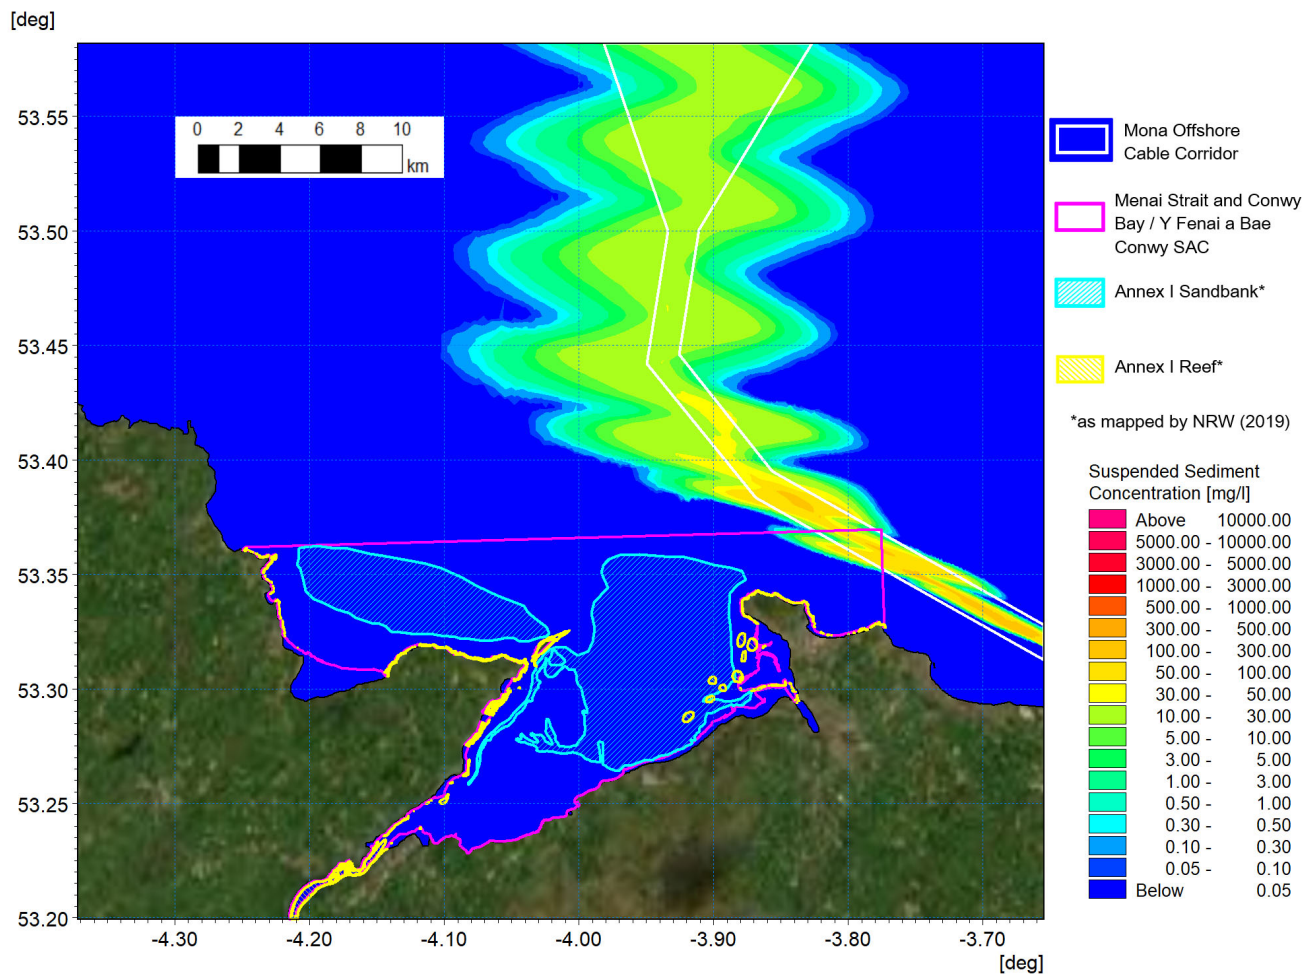 [deg]
53.55
53.50
53.45
53.40
53.35
53.30
53.25
53.20
0 2 4 6 8 10
km
-4.30 -4.20 -4.10 -4.00 -3.90 -3.80 -3.70
[deg]
Mona Offshore
Cable Corridor
Menai Strait and Conwy
Bay / Y Fenai a Bae
Conwy SAC
Annex I Sandbank*
Annex I Reef*
*as mapped by NRW (2019)
Suspended Sediment
Concentration [mg/l]
Above 10000.00
5000.00 - 10000.00
3000.00 - 5000.00
1000.00 - 3000.00
500.00 - 1000.00
300.00 - 500.00
100.00 - 300.00
50.00 - 100.00
30.00 - 50.00
10.00 - 30.00
5.00 - 10.00
3.00 - 5.00
1.00 - 3.00
0.50 - 1.00
0.30 - 0.50
0.10 - 0.30
0.05 - 0.10
Below 0.05